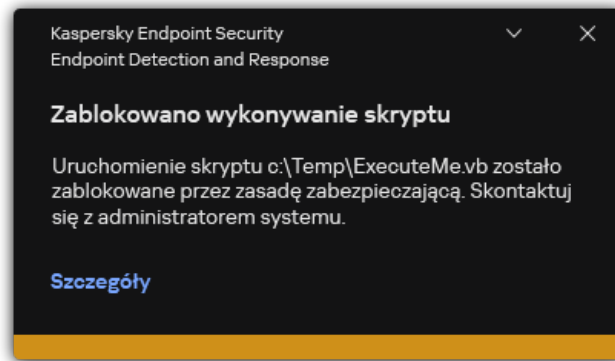 Kaspersky Endpoint Security
Endpoint Detection and Response
Zablokowano wykonywanie skryptu
Uruchomienie skryptu c:\Temp\ExecuteMe.vb zostało
zablokowane przez zasadę zabezpieczającą. Skontaktuj
się z administratorem systemu.
Szczegóły